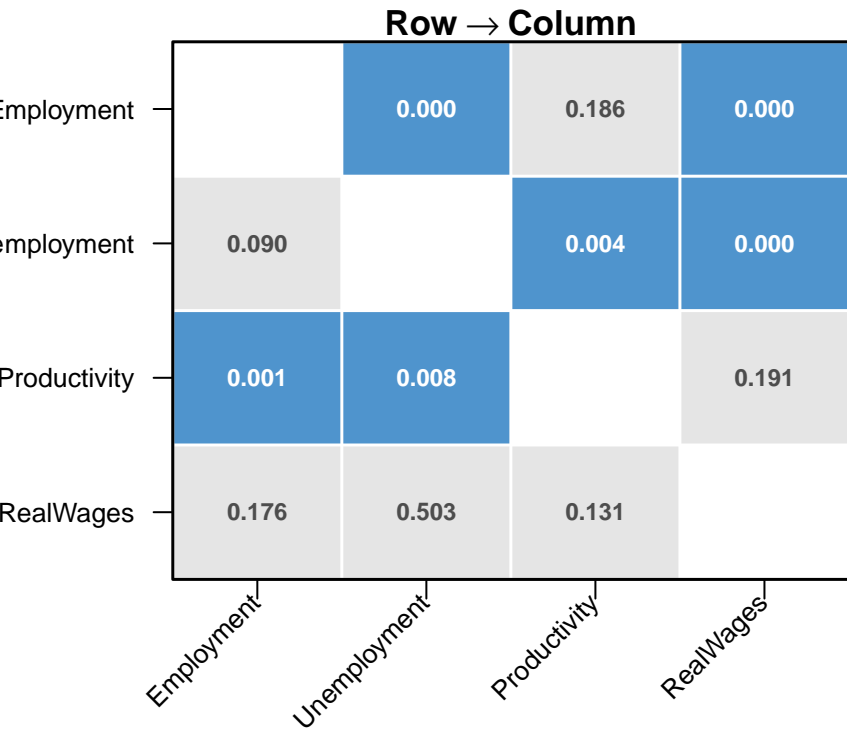 Row → Column
Employment 0.000 0.186 0.000
employment 0.090 0.004 0.000
Productivity 0.001 0.008 0.191
RealWages 0.176 0.503 0.131
Employment Unemployment Productivity RealWages